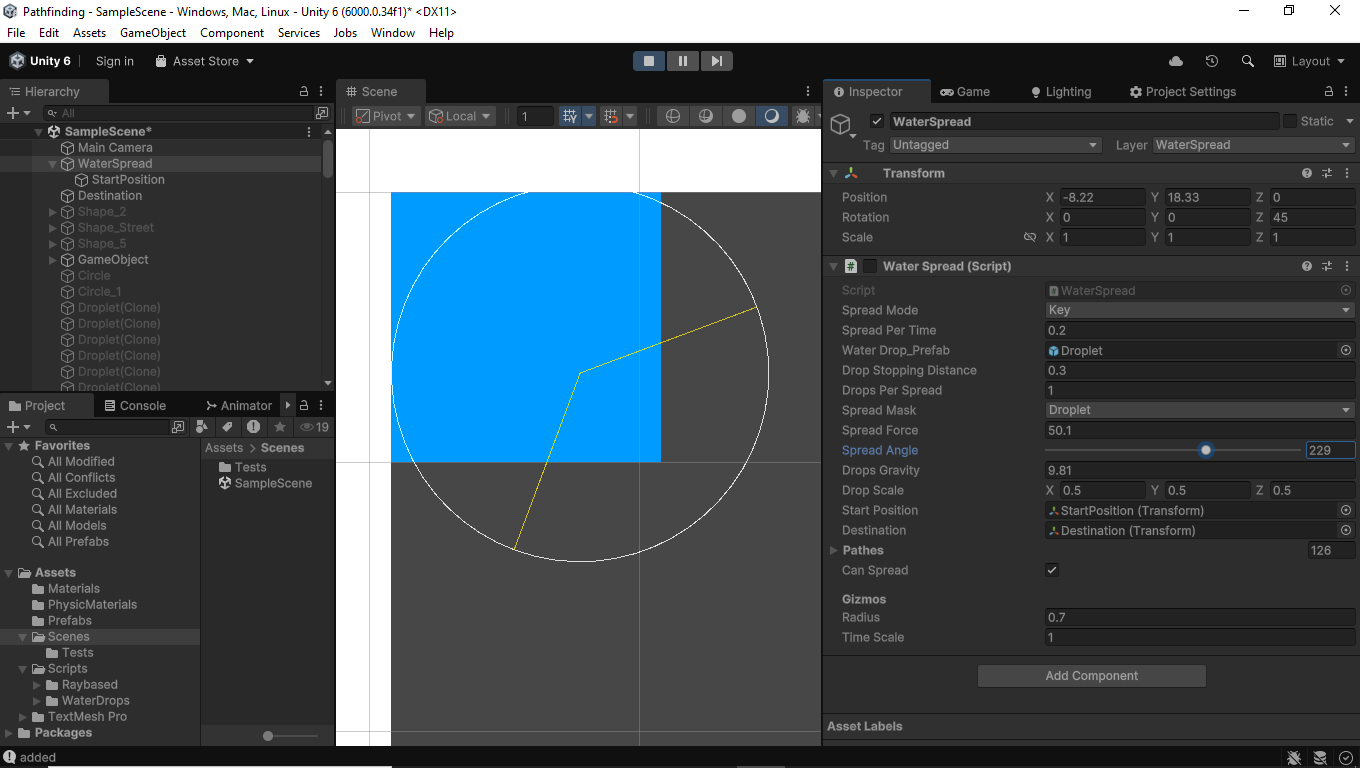 Pathfinding - SampleScene - Windows, Mac, Linux - Unity 6 (6000.0.34f1)* <DX11>
File Edit Assets GameObject Component Services Jobs Window Help
Unity 6 Sign in Asset Store Layout
Hierarchy
All
SampleScene*
Main Camera
WaterSpread
StartPosition
Destination
Shape_2
Shape_Street
Shape_5
GameObject
Circle
Circle_1
Droplet(Clone)
Droplet(Clone)
Droplet(Clone)
Droplet(Clone)
Droplet(Clone)
Droplet(Clone)
Scene
Pivot Local 1
Project Console Animator
19
Favorites
All Modified
All Conflicts
All Excluded
All Materials
All Models
All Prefabs
Assets
Materials
PhysicMaterials
Prefabs
Scenes
Tests
Scripts
Raybased
WaterDrops
TextMesh Pro
Packages
Assets > Scenes
Tests
SampleScene
Inspector Game Lighting Project Settings
WaterSpread Static
Tag Untagged Layer WaterSpread
Transform
Position X -8.22 Y 18.33 Z 0
Rotation X 0 Y 0 Z 45
Scale X 1 Y 1 Z 1
# Water Spread (Script)
Script # WaterSpread
Spread Mode Key
Spread Per Time 0.2
Water Drop_Prefab Droplet
Drop Stopping Distance 0.3
Drops Per Spread 1
Spread Mask Droplet
Spread Force 50.1
Spread Angle 229
Drops Gravity 9.81
Drop Scale X 0.5 Y 0.5 Z 0.5
Start Position StartPosition (Transform)
Destination Destination (Transform)
Pathes 126
Can Spread
Gizmos
Radius 0.7
Time Scale 1
Add Component
Asset Labels
added